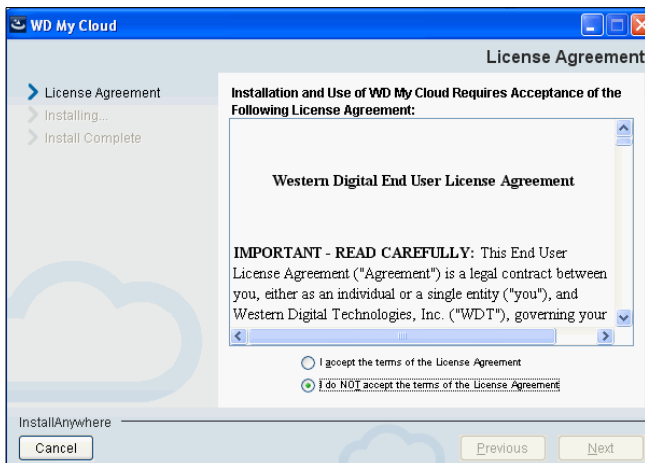 WD My Cloud
License Agreement
License Agreement
Installing...
Install Complete
Installation and Use of WD My Cloud Requires Acceptance of the
Following License Agreement:
Western Digital End User License Agreement
IMPORTANT - READ CAREFULLY: This End User
License Agreement ("Agreement") is a legal contract between
you, either as an individual or a single entity ("you"), and
Western Digital Technologies, Inc. ("WDT"), governing your
I accept the terms of the License Agreement
I do NOT accept the terms of the License Agreement
InstallAnywhere
Cancel
Previous
Next